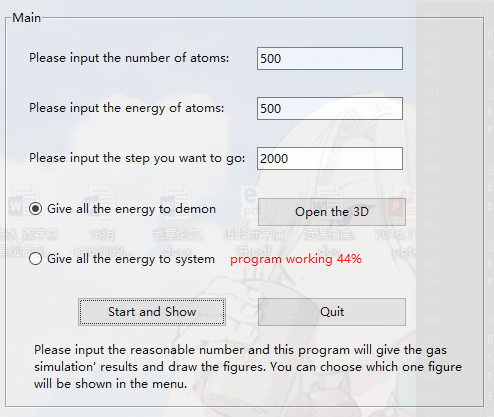 Main
Please input the number of atoms: 500
Please input the energy of atoms: 500
Please input the step you want to go: 2000
Give all the energy to demon Open the 3D
Give all the energy to system program working 44%
Start and Show Quit
Please input the reasonable number and this program will give the gas
simulation' results and draw the figures. You can choose which one figure
will be shown in the menu.